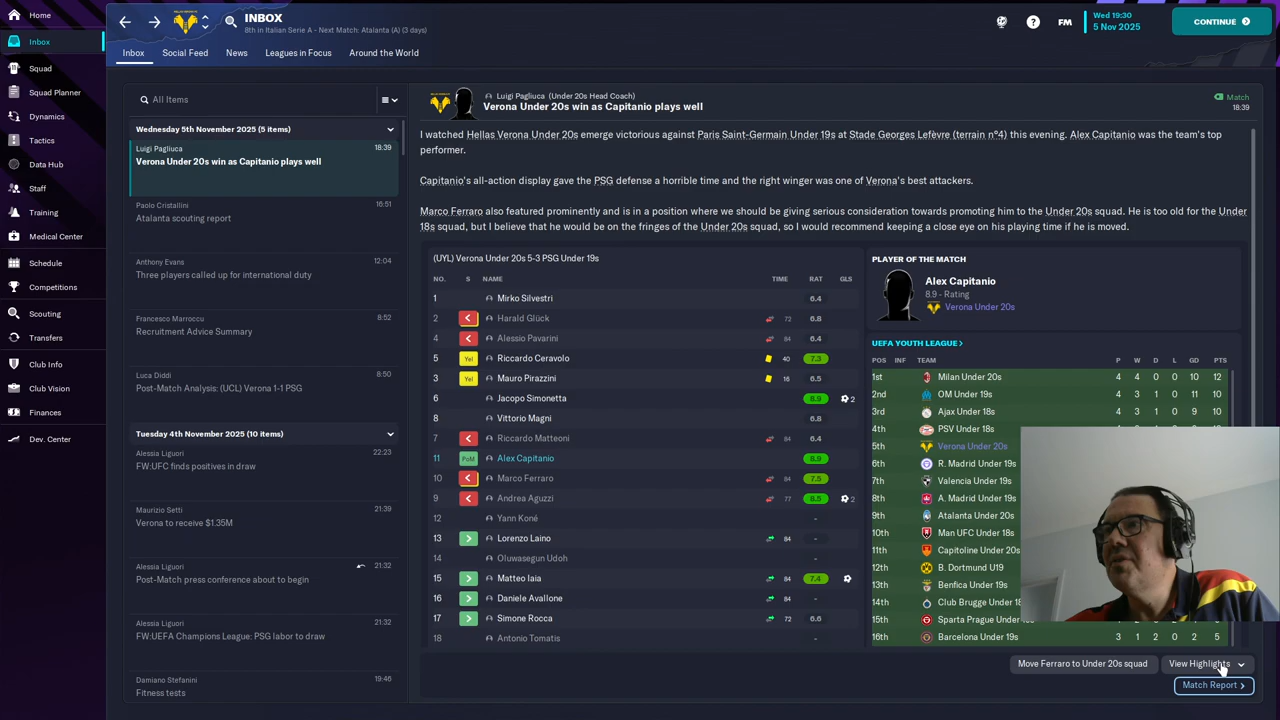 Home
Inbox
Squad
Squad Planner
Dynamics
Tactics
Data Hub
Staff
Training
Medical Center
Schedule
Competitions
Scouting
Transfers
Club Info
Club Vision
Finances
Dev. Center
INBOX
8th in Italian Serie A - Next Match: Atalanta (A) (3 days)
FM
Wed 19:30
5 Nov 2025
CONTINUE
Inbox Social Feed News Leagues in Focus Around the World
All Items
Wednesday 5th November 2025 (5 items)
Luigi Pagliuca 18:39
Verona Under 20s win as Capitanio plays well
Paolo Cristallini 16:51
Atalanta scouting report
Anthony Evans 12:04
Three players called up for international duty
Francesco Marroccu 8:52
Recruitment Advice Summary
Luca Diddi 8:50
Post-Match Analysis: (UCL) Verona 1-1 PSG
Tuesday 4th November 2025 (10 items)
Alessia Liguori 22:23
FW:UFC finds positives in draw
Maurizio Setti 21:39
Verona to receive $1.35M
Alessia Liguori 21:32
Post-Match press conference about to begin
Alessia Liguori 21:32
FW:UEFA Champions League: PSG labor to draw
Damiano Stefanini 19:46
Fitness tests
Luigi Pagliuca (Under 20s Head Coach)
Verona Under 20s win as Capitanio plays well
Match
18:39
I watched Hellas Verona Under 20s emerge victorious against Paris Saint-Germain Under 19s at Stade Georges Lefèvre (terrain n°4) this evening. Alex Capitanio was the team's top
performer.
Capitanio's all-action display gave the PSG defense a horrible time and the right winger was one of Verona's best attackers.
Marco Ferraro also featured prominently and is in a position where we should be giving serious consideration towards promoting him to the Under 20s squad. He is too old for the Under
18s squad, but I believe that he would be on the fringes of the Under 20s squad, so I would recommend keeping a close eye on his playing time if he is moved.
(UYL) Verona Under 20s 5-3 PSG Under 19s
NO. S NAME TIME RAT GLS
1 Mirko Silvestri 6.4
2 Harald Glück 72 6.8
4 Alessio Pavarini 84 6.4
5 Yel Riccardo Ceravolo 40 7.3
3 Yel Mauro Pirazzini 16 6.5
6 Jacopo Simonetta 8.9 2
8 Vittorio Magni 6.8
7 Riccardo Matteoni 84 6.4
11 PoM Alex Capitanio 8.9
10 Marco Ferraro 84 7.5
9 Andrea Aguzzi 77 8.5 2
12 Yann Koné -
13 Lorenzo Laino 84 -
14 Oluwasegun Udoh -
15 Matteo Iaia 84 7.4
16 Daniele Avallone 84 -
17 Simone Rocca 72 6.6
18 Antonio Tomatis -
PLAYER OF THE MATCH
Alex Capitanio
8.9 - Rating
Verona Under 20s
UEFA YOUTH LEAGUE >
POS INF TEAM P W D L GD PTS
1st Milan Under 20s 4 4 0 0 10 12
2nd OM Under 19s 4 3 1 0 11 10
3rd Ajax Under 18s 4 3 1 0 9 10
4th PSV Under 18s
5th Verona Under 20s
6th R. Madrid Under 19s
7th Valencia Under 19s
8th A. Madrid Under 19s
9th Atalanta Under 20s
10th Man UFC Under 18s
11th Capitoline Under 20s
12th B. Dortmund U19
13th Benfica Under 19s
14th Club Brugge Under 18
15th Sparta Prague Under
16th Barcelona Under 19s 3 1 2 0 2 5
Move Ferraro to Under 20s squad
View Highlights
Match Report >